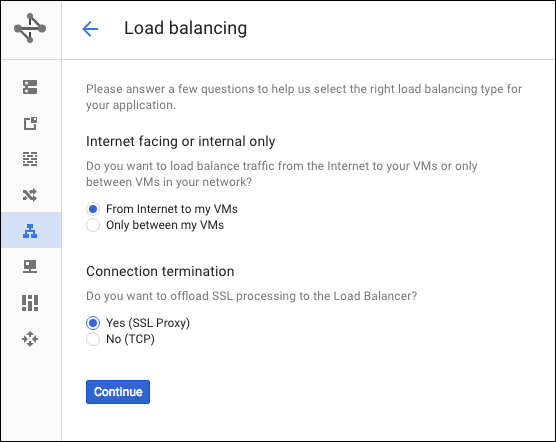 Load balancing
Please answer a few questions to help us select the right load balancing type for
your application.
Internet facing or internal only
Do you want to load balance traffic from the Internet to your VMs or only
between VMs in your network?
From Internet to my VMs
Only between my VMs
Connection termination
Do you want to offload SSL processing to the Load Balancer?
Yes (SSL Proxy)
No (TCP)
Continue